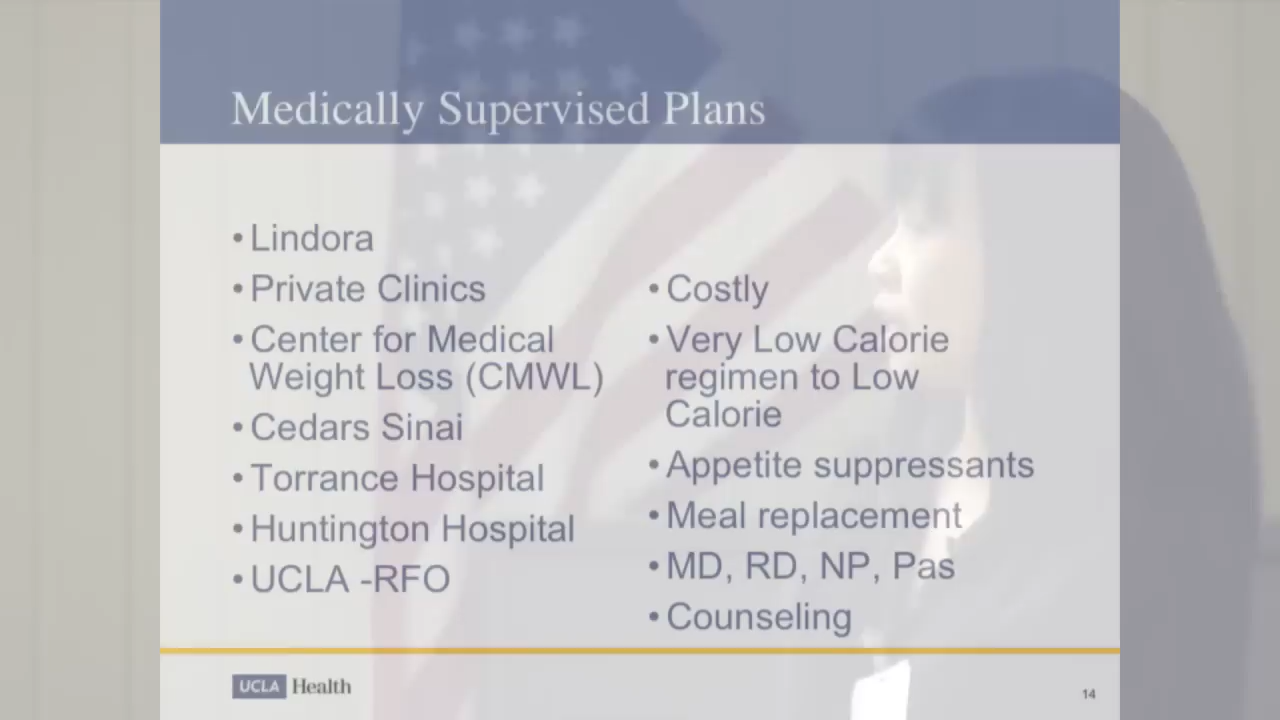 Medically Supervised Plans
• Lindora
• Private Clinics
• Center for Medical
Weight Loss (CMWL)
• Cedars Sinai
• Torrance Hospital
• Huntington Hospital
• UCLA -RFO
• Costly
• Very Low Calorie
regimen to Low
Calorie
• Appetite suppressants
• Meal replacement
• MD, RD, NP, Pas
• Counseling
UCLA Health
14